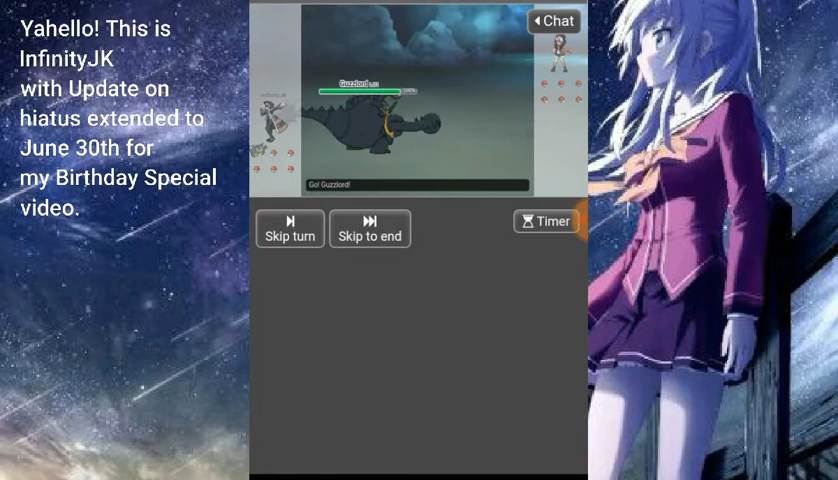 Yahello! This is
InfinityJK
with Update on
hiatus extended to
June 30th for
my Birthday Special
video.
Chat
Guzzlord
Go! Guzzlord!
Skip turn
Skip to end
Timer